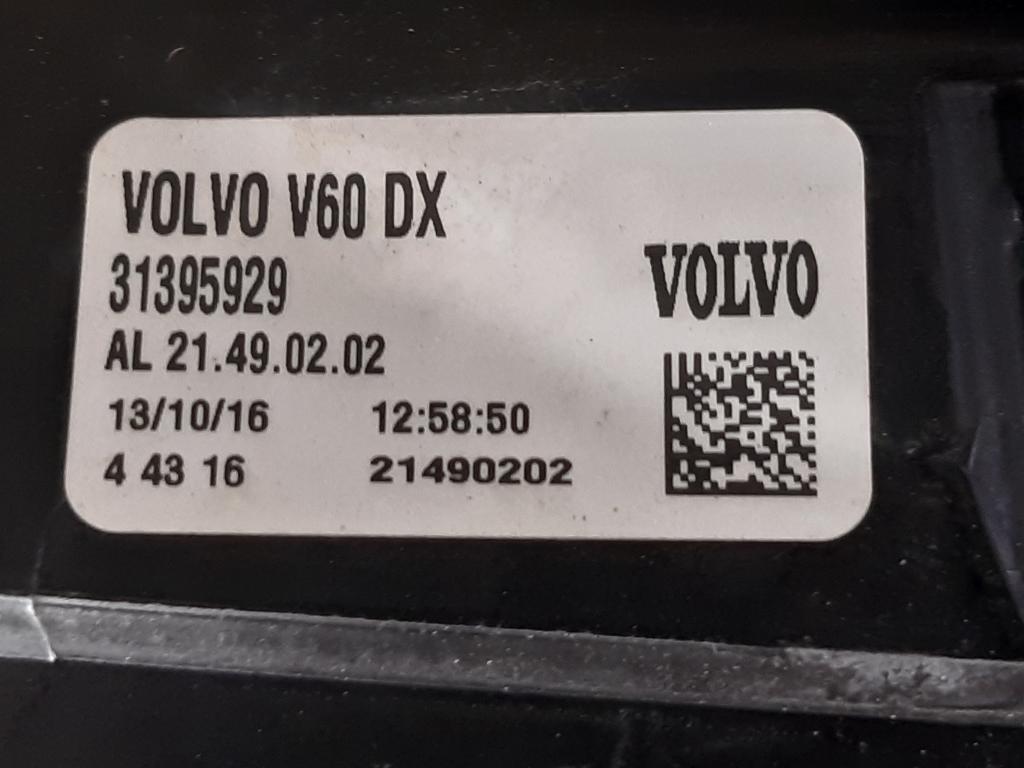 VOLVO V60 DX
31395929
VOLVO
AL 21.49.02.02
13/10/16 12:58:50
4 43 16 21490202